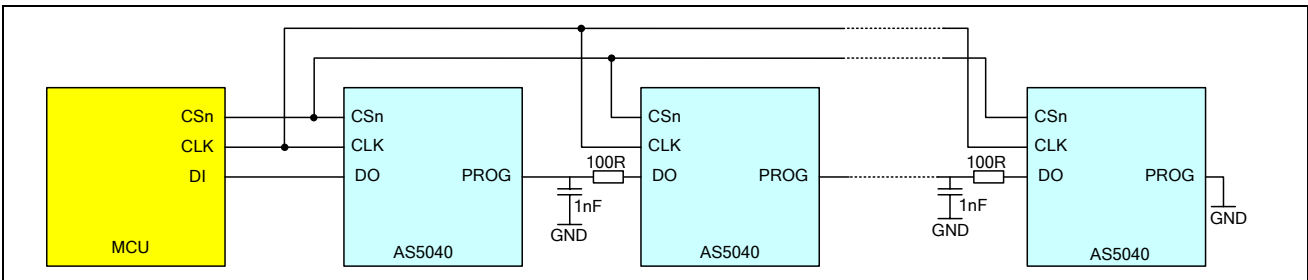 CSn
CLK
DI
MCU
CSn
CLK
DO
PROG
AS5040
100R
1nF
GND
CSn
CLK
DO
PROG
AS5040
100R
1nF
GND
CSn
CLK
DO
PROG
AS5040
GND